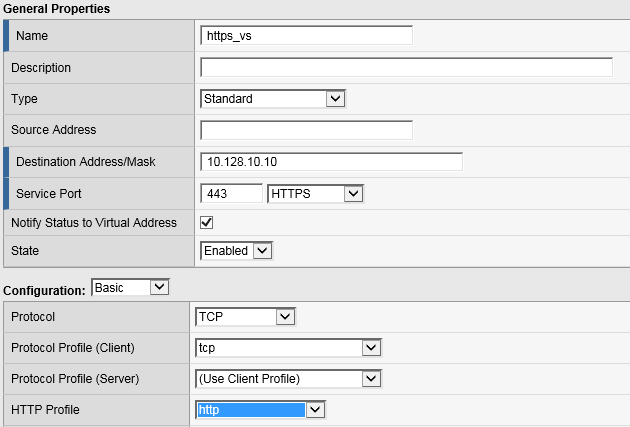 General Properties
Name https_vs
Description
Type Standard
Source Address
Destination Address/Mask 10.128.10.10
Service Port 443 HTTPS
Notify Status to Virtual Address
State Enabled
Configuration: Basic
Protocol TCP
Protocol Profile (Client) tcp
Protocol Profile (Server) (Use Client Profile)
HTTP Profile http